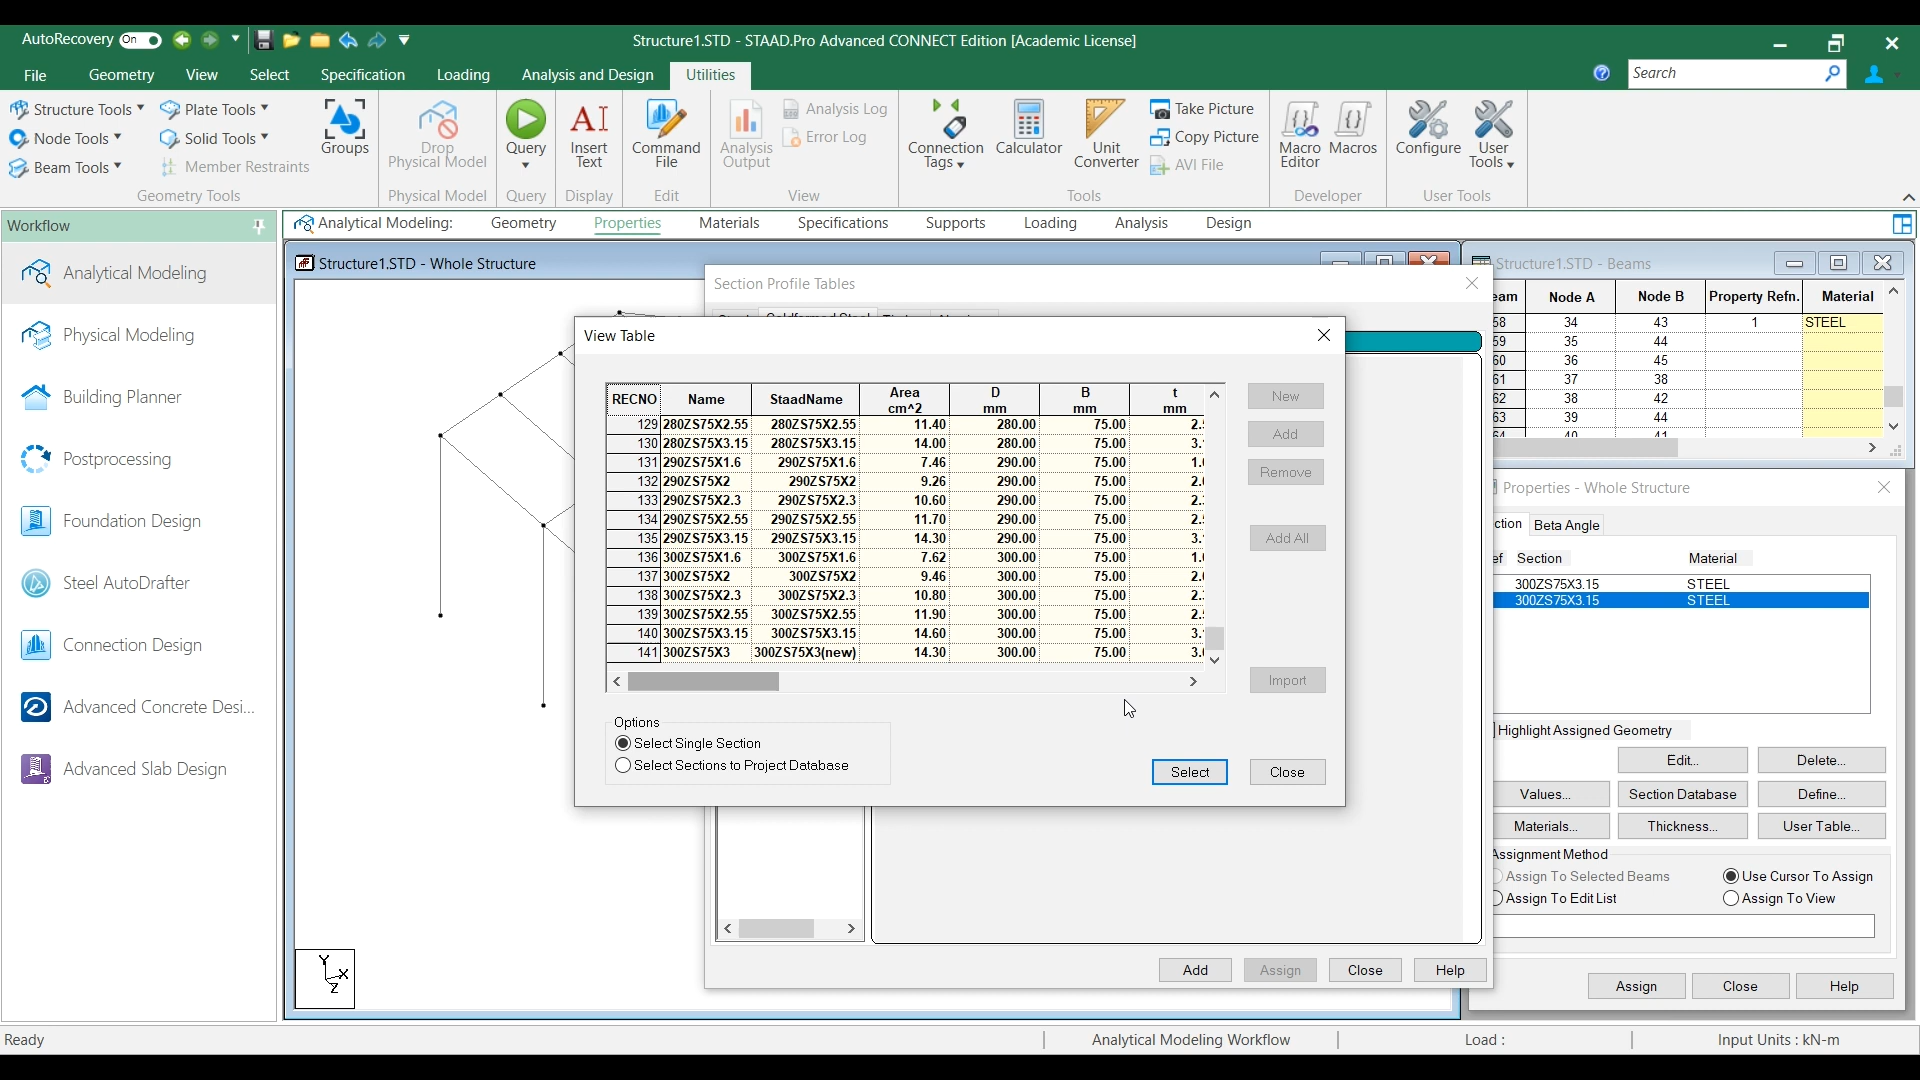 AutoRecovery On
Structure1.STD - STAAD.Pro Advanced CONNECT Edition [Academic License]
File Geometry View Select Specification Loading Analysis and Design Utilities
Search
Structure Tools
Node Tools
Beam Tools
Plate Tools
Solid Tools
Member Restraints
Geometry Tools
Groups
Drop
Physical Model
Physical Model
Query
Query
Insert
Text
Display
Command
File
Edit
Analysis
Output
Analysis Log
Error Log
View
Connection
Tags
Calculator
Unit
Converter
Take Picture
Copy Picture
AVI File
Tools
Macro
Editor
Macros
Developer
Configure
User
Tools
User Tools
Workflow
Analytical Modeling
Physical Modeling
Building Planner
Postprocessing
Foundation Design
Steel AutoDrafter
Connection Design
Advanced Concrete Desi...
Advanced Slab Design
Analytical Modeling: Geometry Properties Materials Specifications Supports Loading Analysis Design
Structure1.STD - Whole Structure
Y
X
Z
Section Profile Tables
View Table
RECNO Name StaadName Area cm^2 D mm B mm t mm
129 280ZS75X2.55 280ZS75X2.55 11.40 280.00 75.00
130 280ZS75X3.15 280ZS75X3.15 14.00 280.00 75.00
131 290ZS75X1.6 290ZS75X1.6 7.46 290.00 75.00
132 290ZS75X2 290ZS75X2 9.26 290.00 75.00
133 290ZS75X2.3 290ZS75X2.3 10.60 290.00 75.00
134 290ZS75X2.55 290ZS75X2.55 11.70 290.00 75.00
135 290ZS75X3.15 290ZS75X3.15 14.30 290.00 75.00
136 300ZS75X1.6 300ZS75X1.6 7.62 300.00 75.00
137 300ZS75X2 300ZS75X2 9.46 300.00 75.00
138 300ZS75X2.3 300ZS75X2.3 10.80 300.00 75.00
139 300ZS75X2.55 300ZS75X2.55 11.90 300.00 75.00
140 300ZS75X3.15 300ZS75X3.15 14.60 300.00 75.00
141 300ZS75X3 300ZS75X3(new) 14.30 300.00 75.00
New
Add
Remove
Add All
Import
Options
Select Single Section
Select Sections to Project Database
Select Close
Add Assign Close Help
Structure1.STD - Beams
eam Node A Node B Property Refn. Material
58 34 43 1 STEEL
59 35 44
60 36 45
61 37 38
62 38 42
63 39 44
64 40 41
Properties - Whole Structure
ction Beta Angle
ef Section Material
300ZS75X3.15 STEEL
300ZS75X3.15 STEEL
Highlight Assigned Geometry
Edit... Delete...
Values... Section Database Define...
Materials... Thickness... User Table...
Assignment Method
Assign To Selected Beams Use Cursor To Assign
Assign To Edit List Assign To View
Assign Close Help
Ready
Analytical Modeling Workflow
Load :
Input Units : kN-m